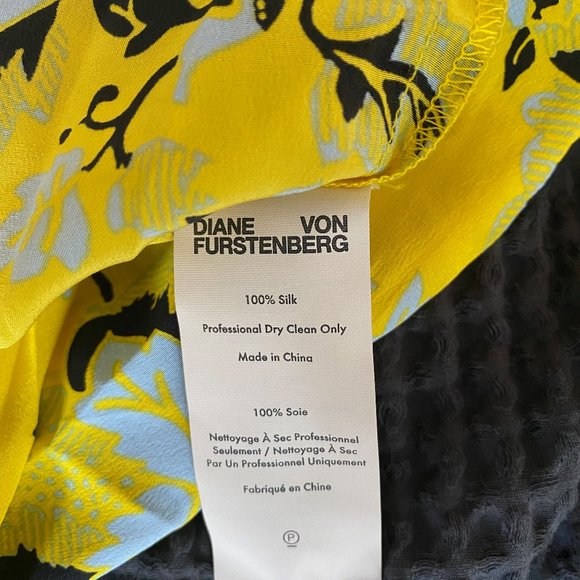 DIANE VON
FURSTENBERG
100% Silk
Professional Dry Clean Only
Made in China
100% Soie
Nettoyage À Sec Professionnel
Seulement / Nettoyage À Sec
Par Un Professionnel Uniquement
Fabriqué en Chine
P